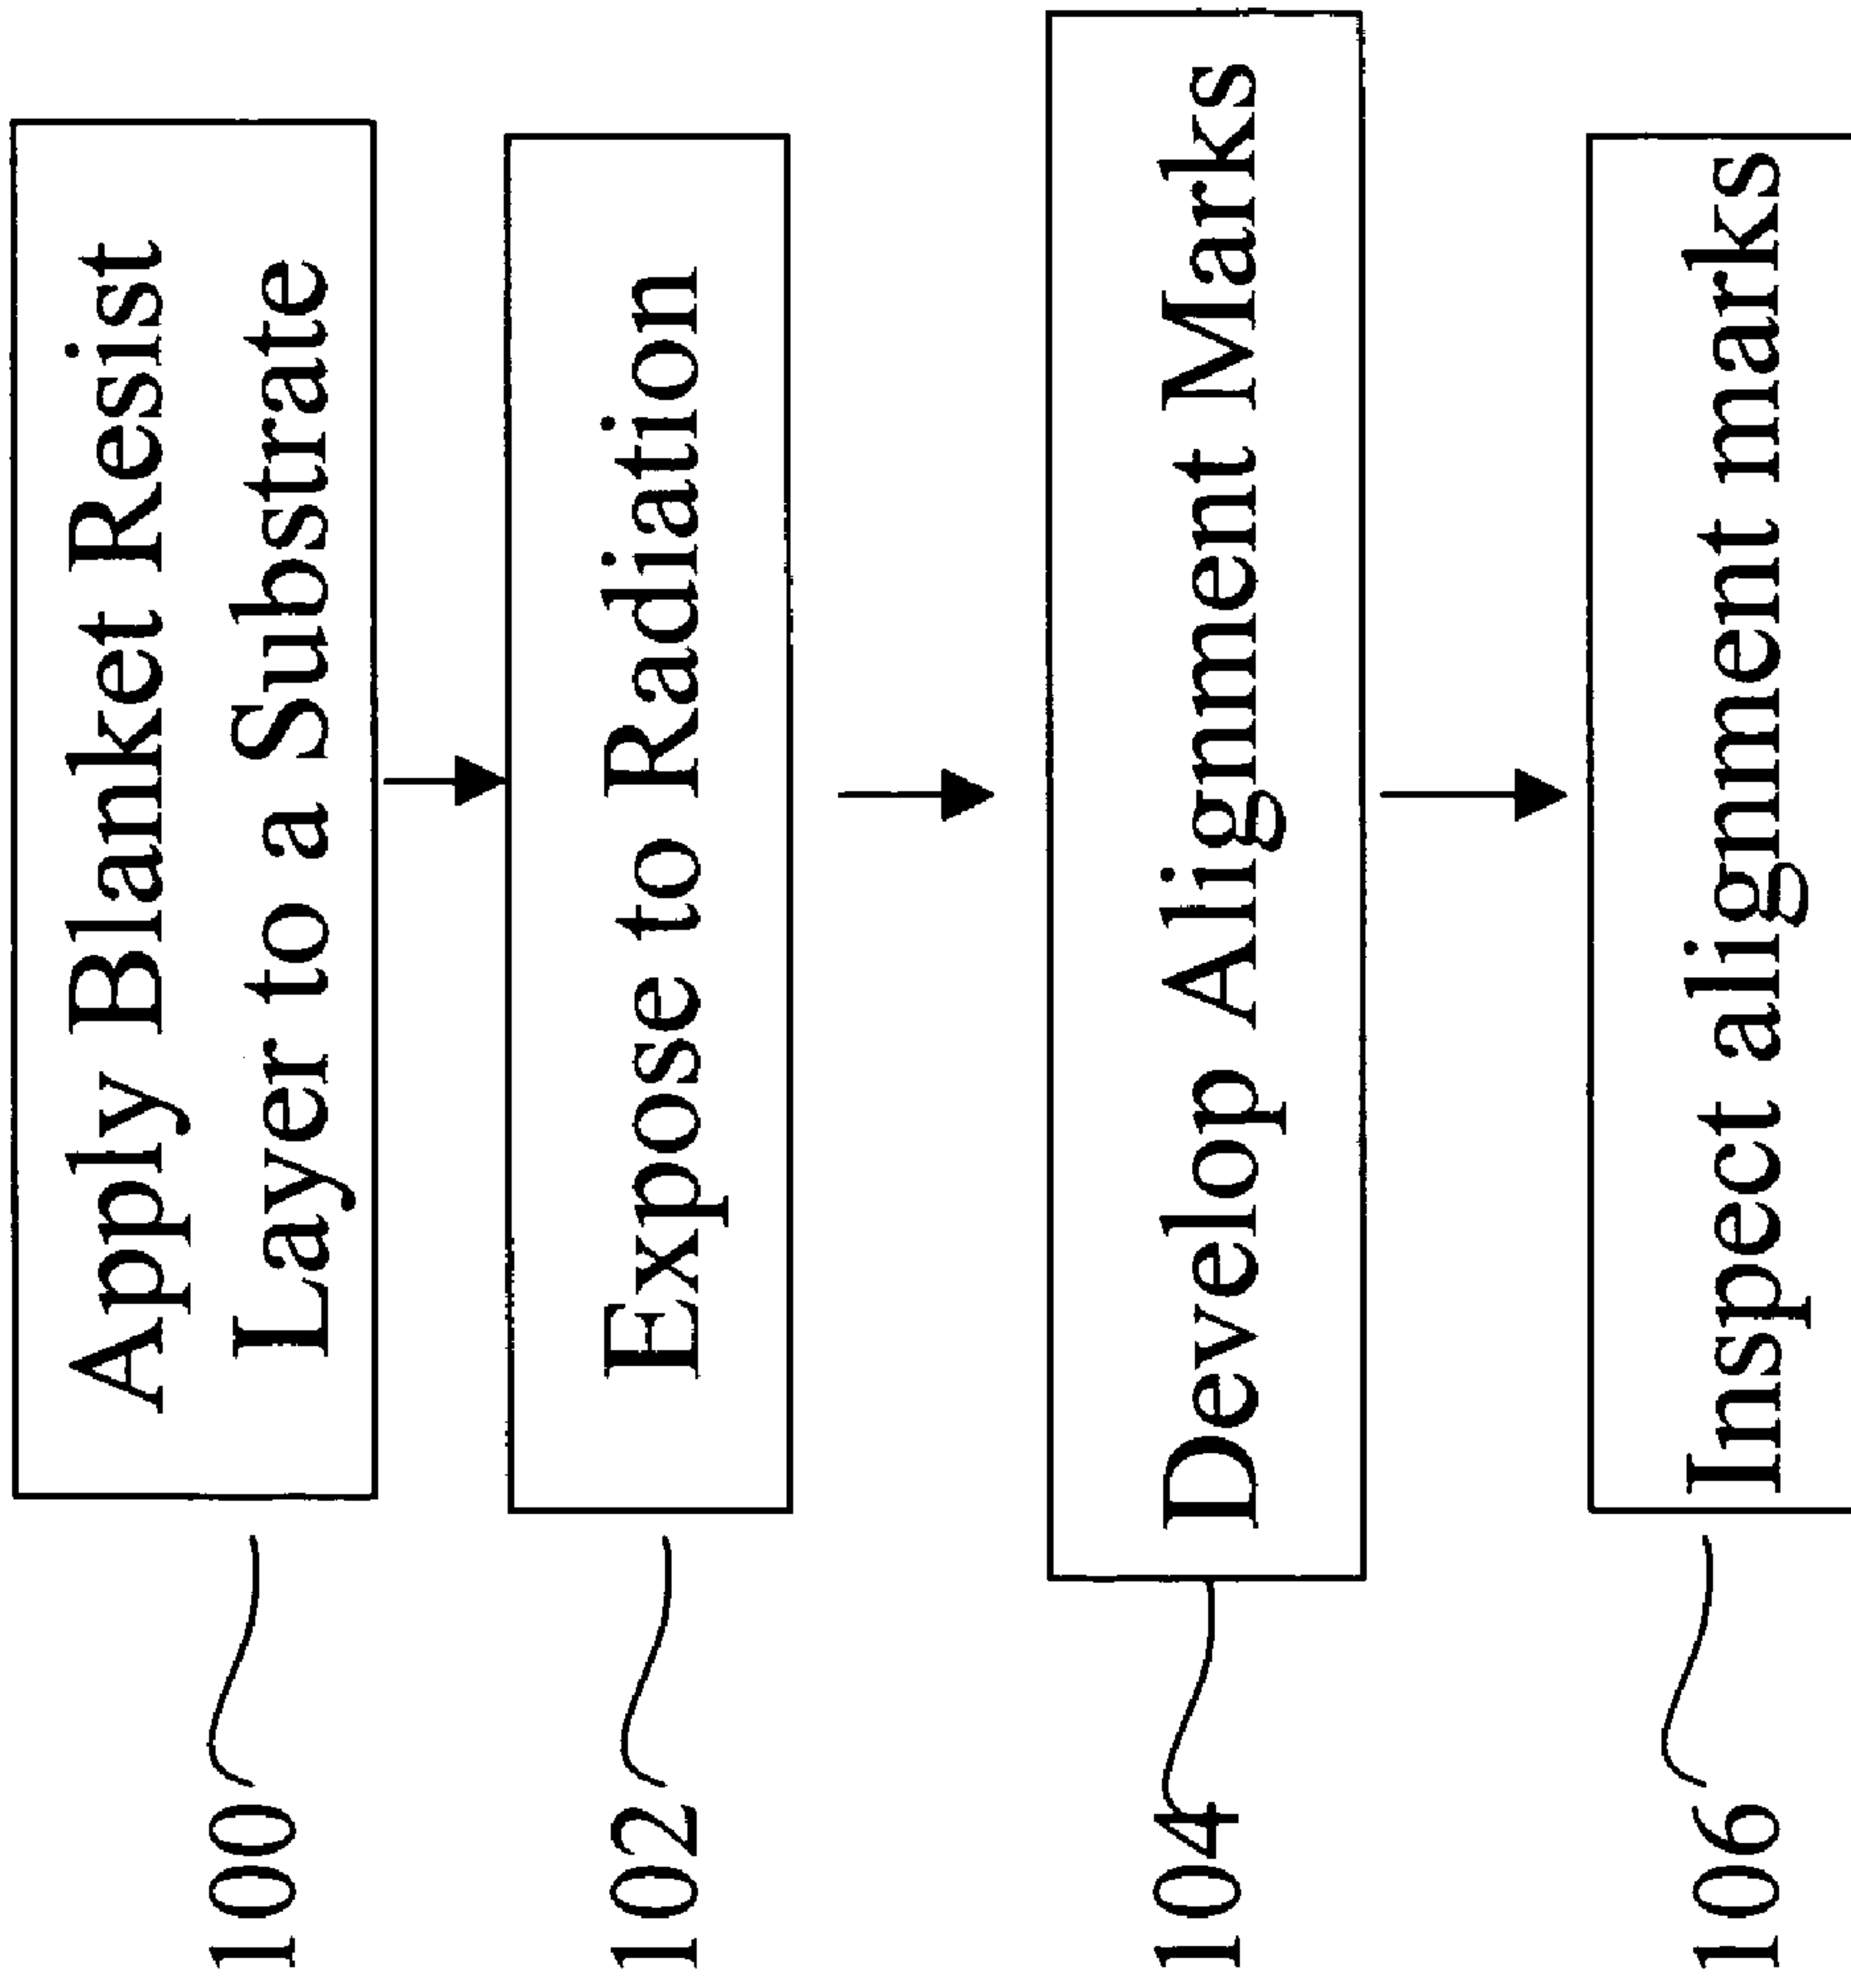 100
Apply Blanket Resist
Layer to a Substrate
102
Expose to Radiation
104
Develop Alignment Marks
106
Inspect alignment marks